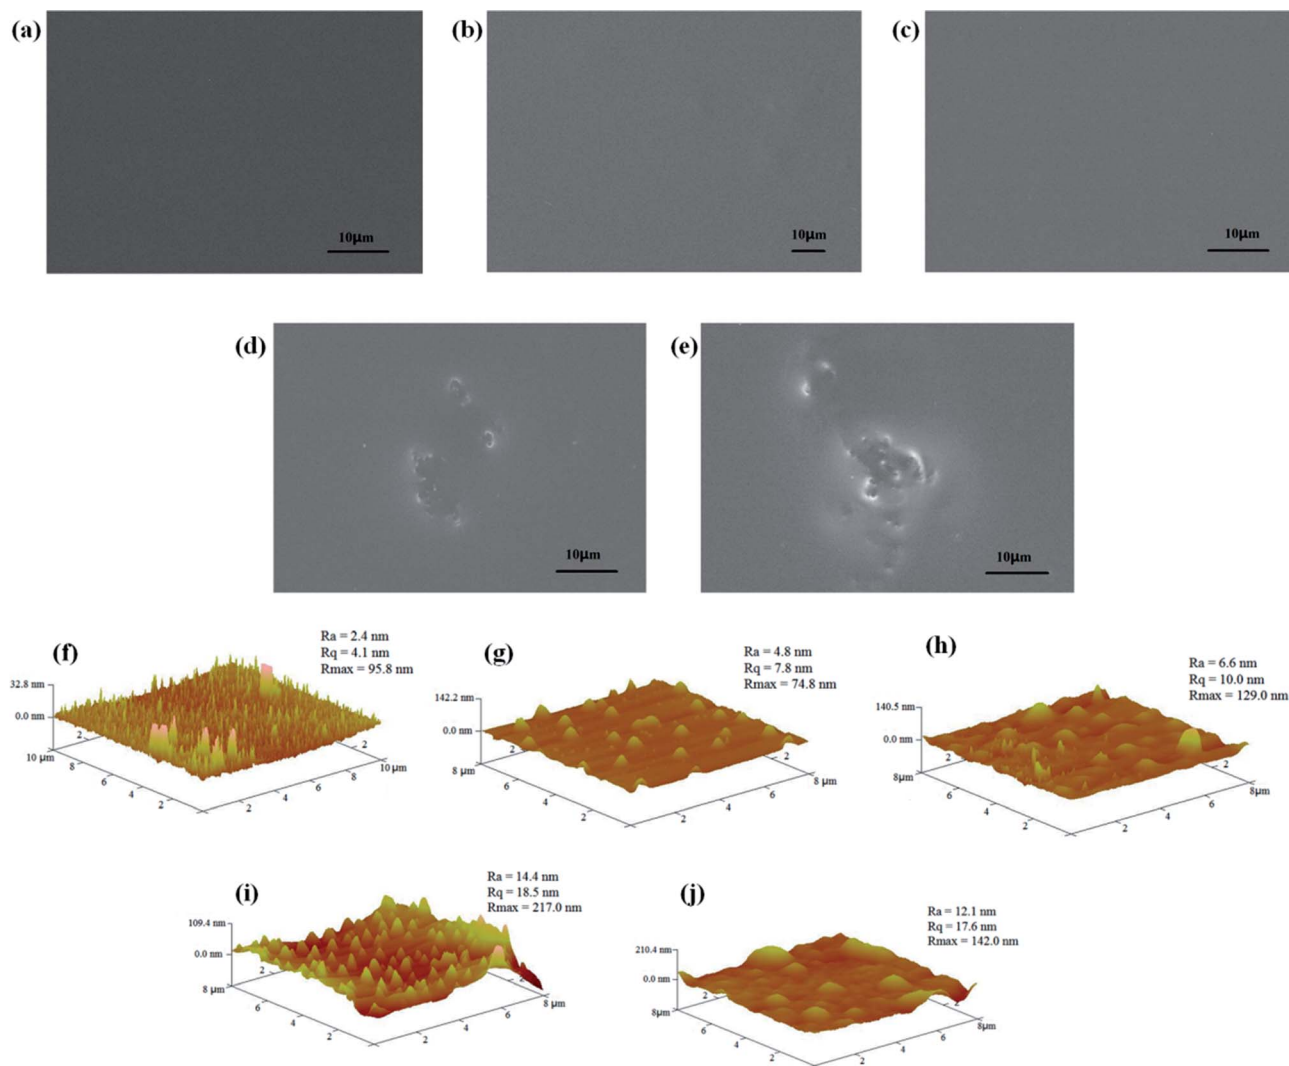 (a)
10μm
(b)
10μm
(c)
10μm
(d)
10μm
(e)
10μm
(f)
Ra = 2.4 nm
Rq = 4.1 nm
Rmax = 95.8 nm
32.8 nm
0.0 nm
10 μm
8
6
4
2
2
4
6
8
10 μm
2
(g)
Ra = 4.8 nm
Rq = 7.8 nm
Rmax = 74.8 nm
142.2 nm
0.0 nm
8 μm
6
4
2
2
4
6
8 μm
2
2
(h)
Ra = 6.6 nm
Rq = 10.0 nm
Rmax = 129.0 nm
140.5 nm
0.0 nm
8μm
6
4
2
2
4
6
8μm
2
2
(i)
Ra = 14.4 nm
Rq = 18.5 nm
Rmax = 217.0 nm
109.4 nm
0.0 nm
8 μm
6
4
2
2
4
6
8 μm
2
2
(j)
Ra = 12.1 nm
Rq = 17.6 nm
Rmax = 142.0 nm
210.4 nm
0.0 nm
8μm
6
4
2
2
4
6
8μm
2
2